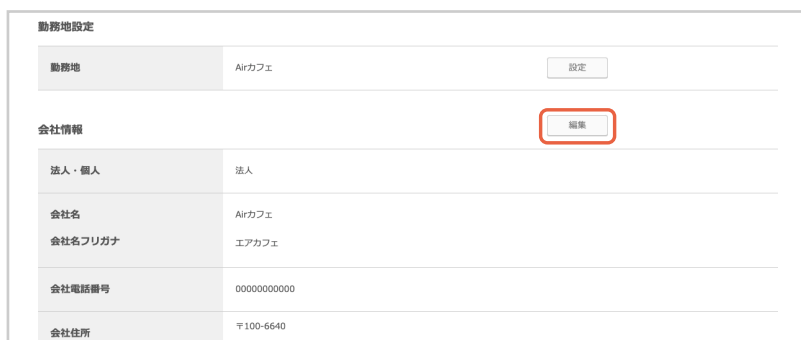 勤務地設定
勤務地 Airカフェ 設定
会社情報 編集
法人・個人 法人
会社名 Airカフェ
会社名フリガナ エアカフェ
会社電話番号 00000000000
会社住所 〒100-6640